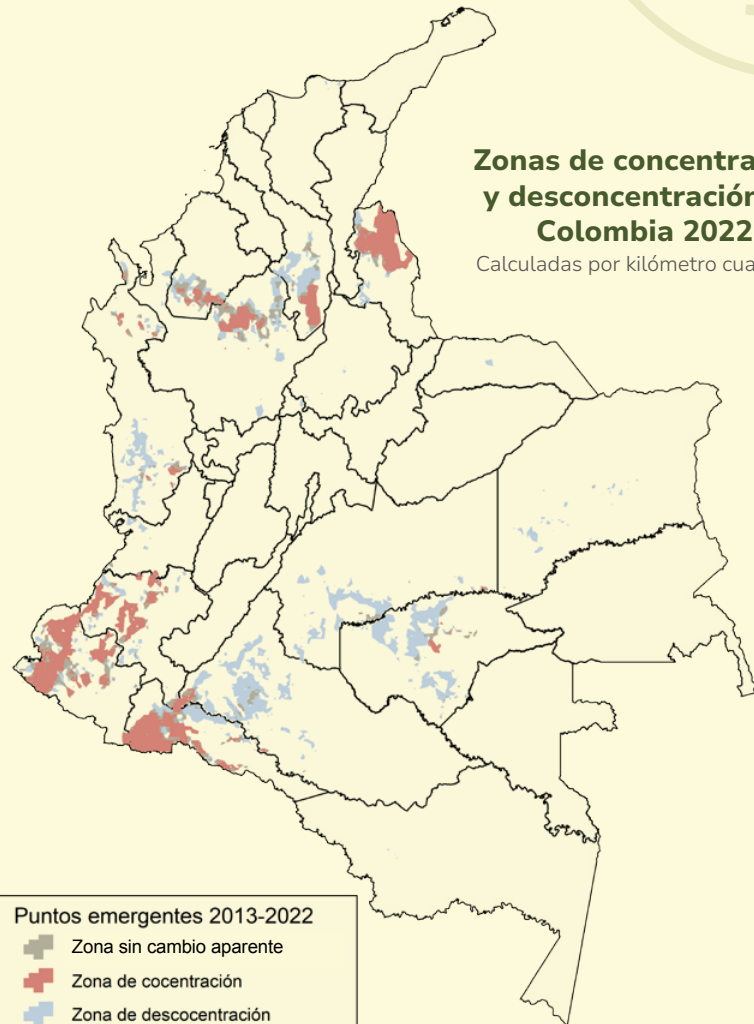 Zonas de concentra
y desconcentración
Colombia 2022
Calculadas por kilómetro cua
Puntos emergentes 2013-2022
Zona sin cambio aparente
Zona de cocentración
Zona de descocentración